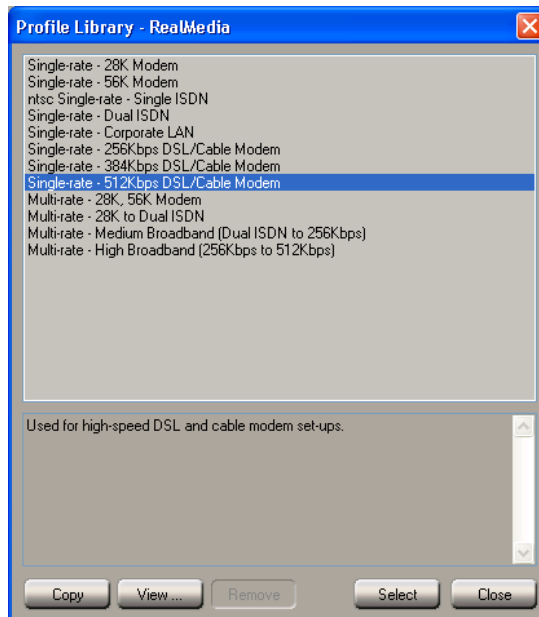 Profile Library - RealMedia
Single-rate - 28K Modem
Single-rate - 56K Modem
ntsc Single-rate - Single ISDN
Single-rate - Dual ISDN
Single-rate - Corporate LAN
Single-rate - 256Kbps DSL/Cable Modem
Single-rate - 384Kbps DSL/Cable Modem
Single-rate - 512Kbps DSL/Cable Modem
Multi-rate - 28K, 56K Modem
Multi-rate - 28K to Dual ISDN
Multi-rate - Medium Broadband (Dual ISDN to 256Kbps)
Multi-rate - High Broadband (256Kbps to 512Kbps)
Used for high-speed DSL and cable modem set-ups.
Copy View ... Remove Select Close